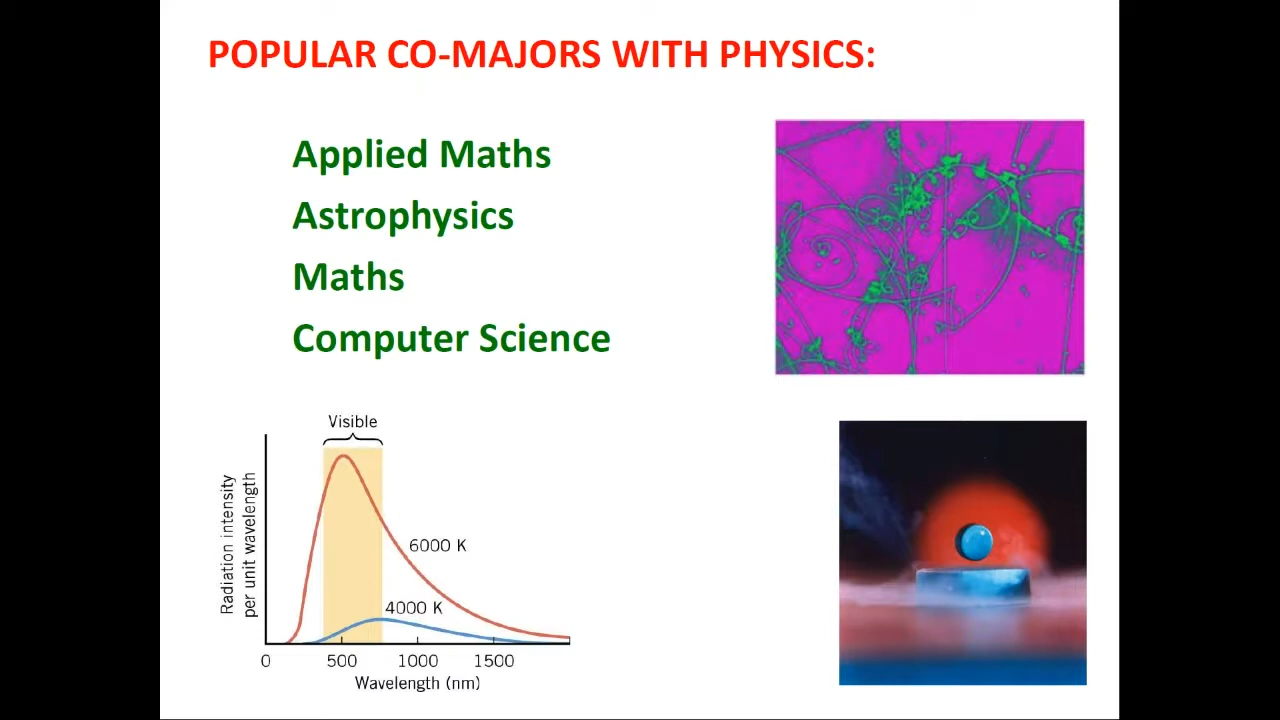 POPULAR CO-MAJORS WITH PHYSICS:
Applied Maths
Astrophysics
Maths
Computer Science
Visible
Radiation intensity
per unit wavelength
6000 K
4000 K
0 500 1000 1500
Wavelength (nm)